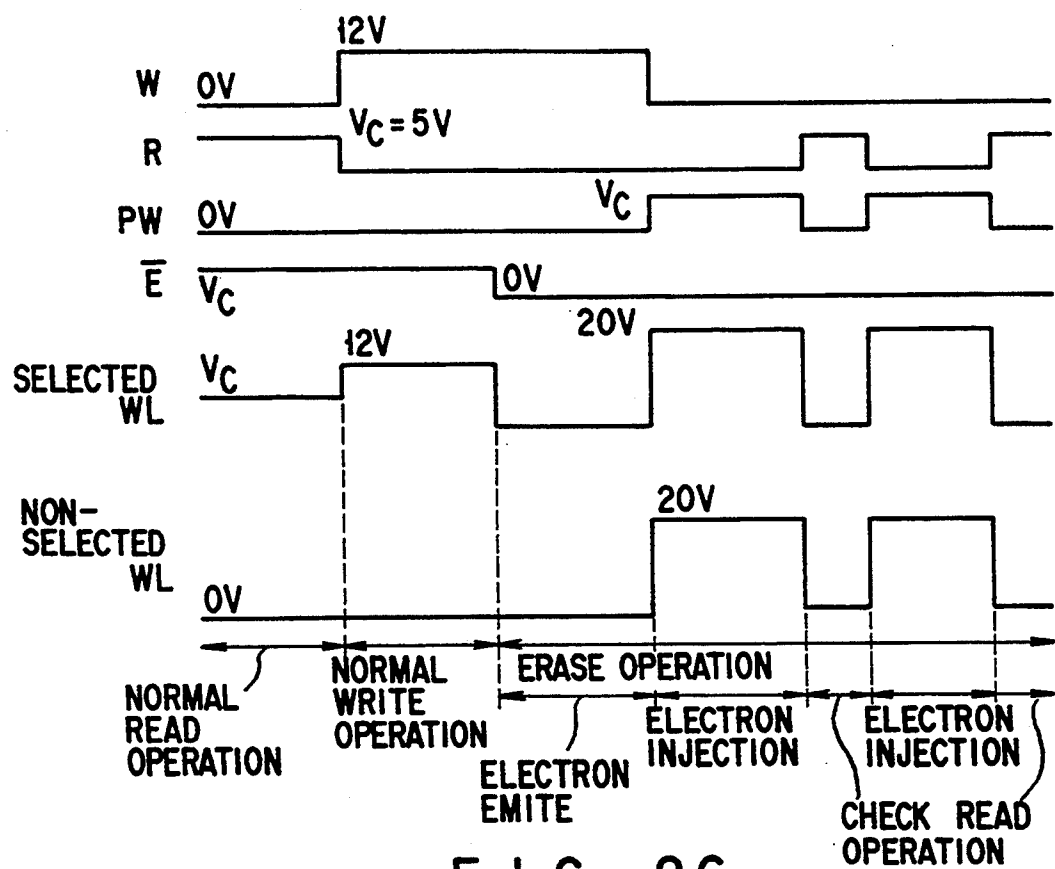 12V
W 0V
VC = 5V
R
VC
PW 0V
E
VC
0V
20V
12V
VC
SELECTED
WL
20V
NON-
SELECTED
WL
0V
ERASE OPERATION
NORMAL
READ
OPERATION
NORMAL
WRITE
OPERATION
ELECTRON
EMITE
ELECTRON
INJECTION
ELECTRON
INJECTION
CHECK READ
OPERATION